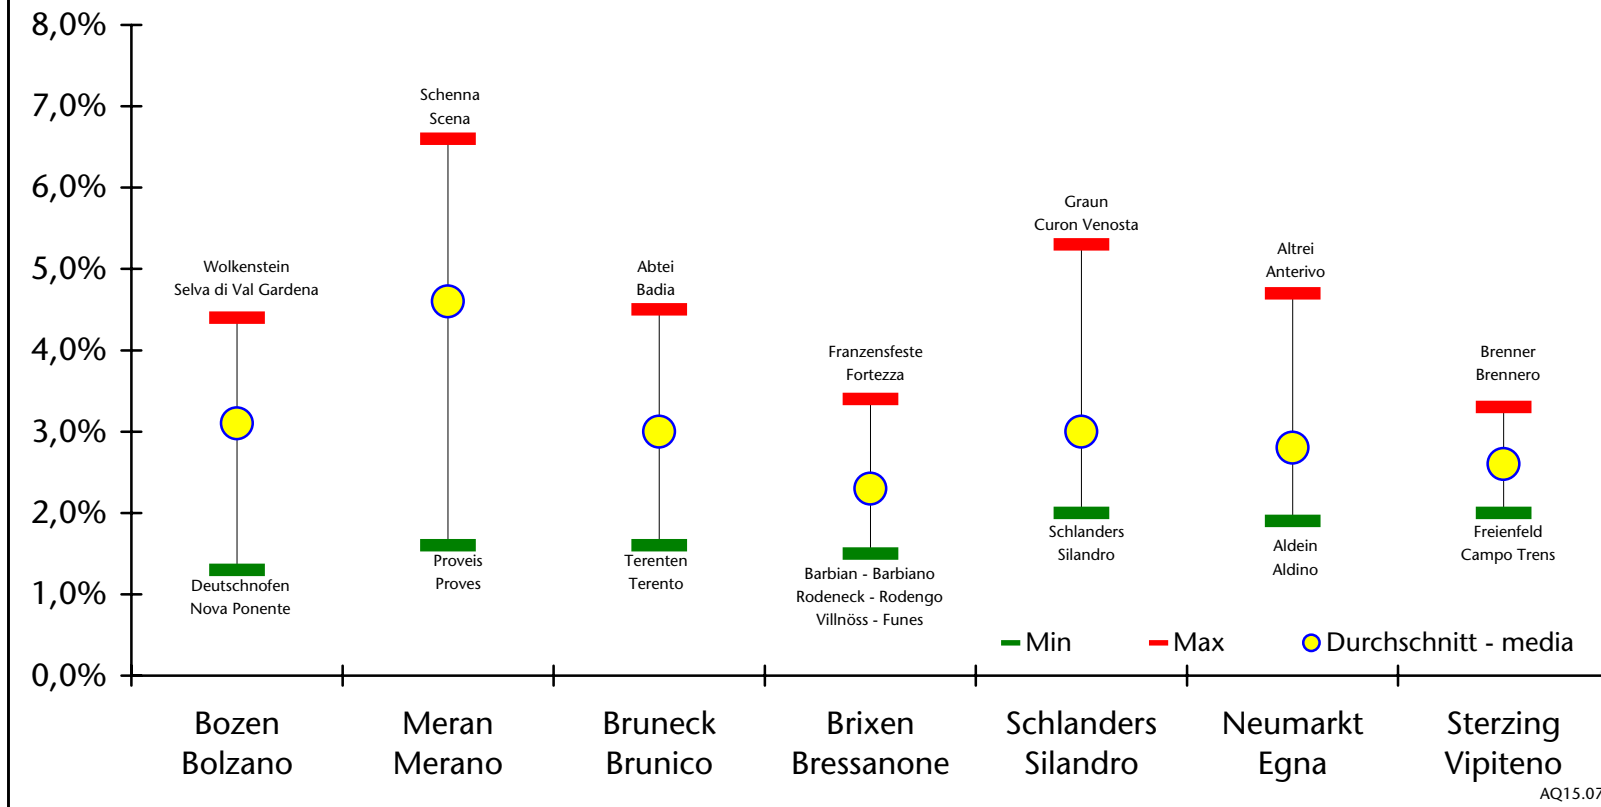 8,0%
7,0%
6,0%
5,0%
4,0%
3,0%
2,0%
1,0%
0,0%
Wolkenstein
Selva di Val Gardena
Deutschnofen
Nova Ponente
Schenna
Scena
Proveis
Proves
Abtei
Badia
Terenten
Terento
Franzensfeste
Fortezza
Barbian - Barbiano
Rodeneck - Rodengo
Villnöss - Funes
Graun
Curon Venosta
Schlanders
Silandro
Altrei
Anterivo
Aldein
Aldino
Brenner
Brennero
Freienfeld
Campo Trens
Min
Max
Durchschnitt - media
Bozen
Bolzano
Meran
Merano
Bruneck
Brunico
Brixen
Bressanone
Schlanders
Silandro
Neumarkt
Egna
Sterzing
Vipiteno
AQ15.07